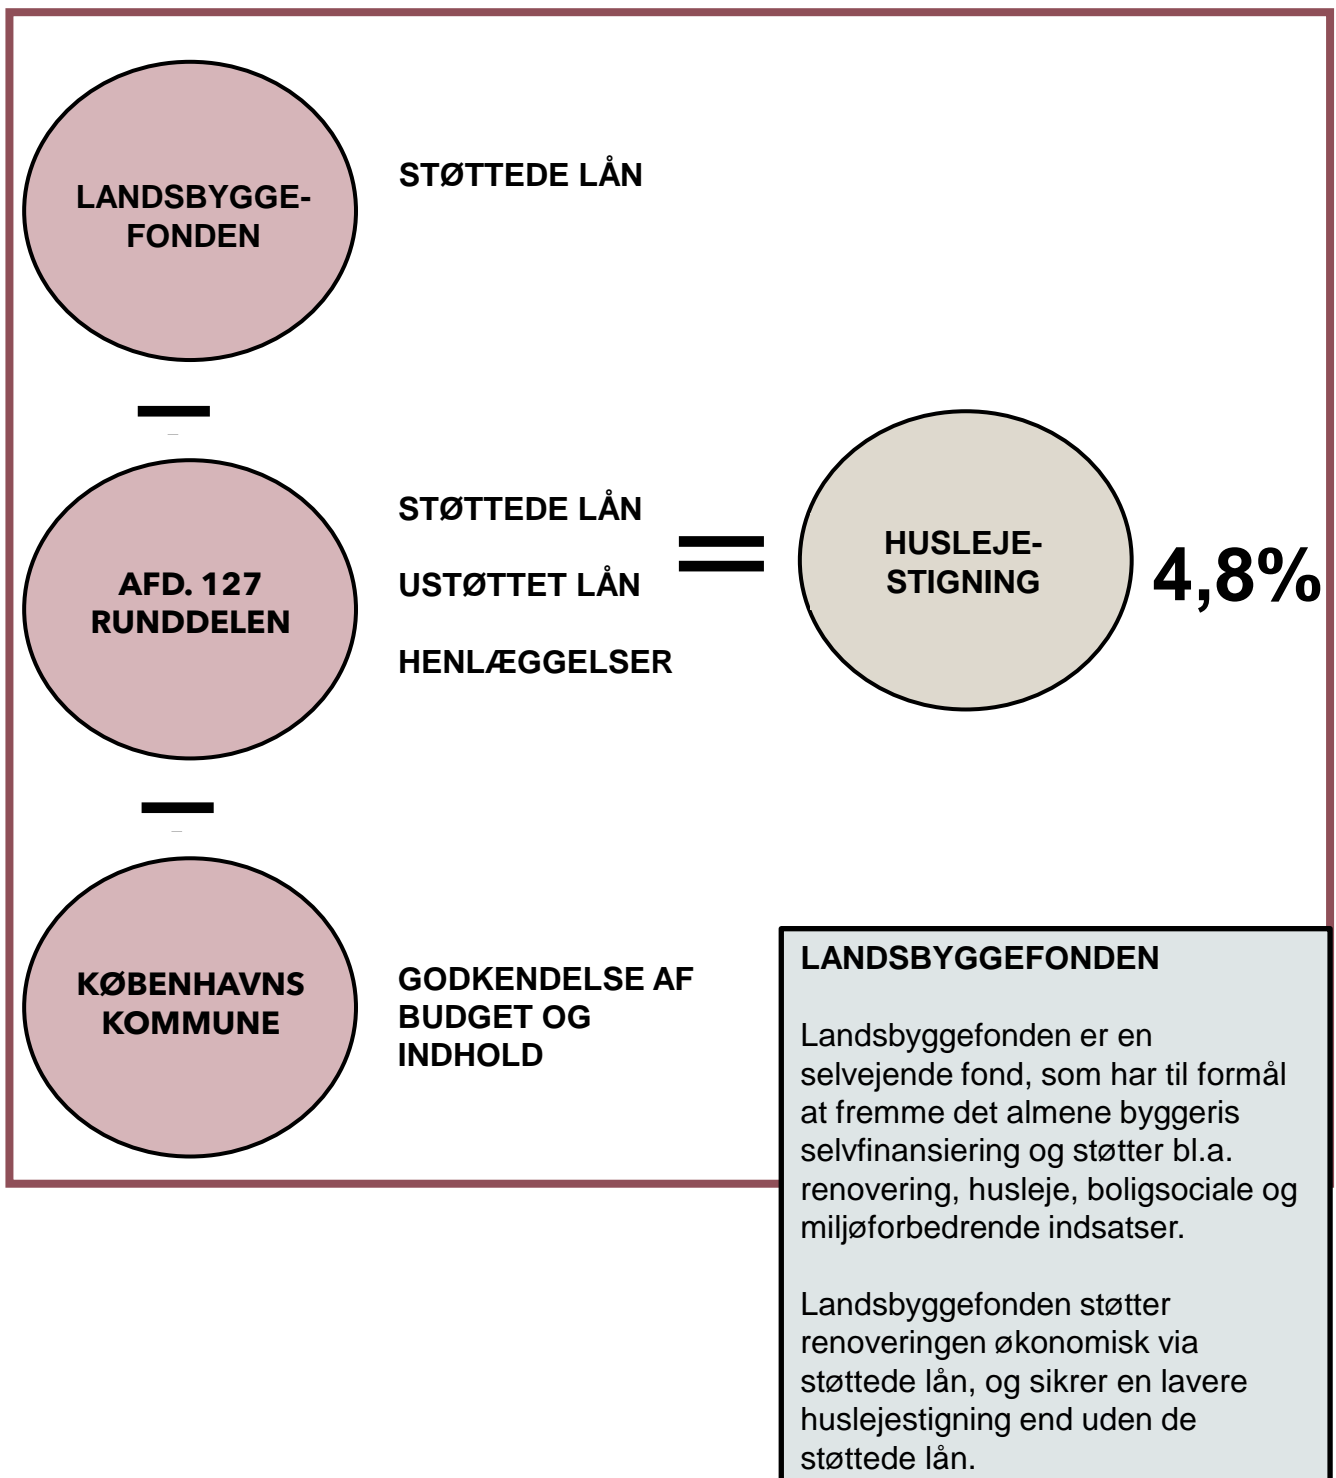 LANDSBYGGE-
FONDEN
STØTTEDE LÅN
AFD. 127
RUNDDELEN
STØTTEDE LÅN
USTØTTET LÅN
HENLÆGGELSER
=
HUSLEJE-
STIGNING
4,8%
KØBENHAVNS
KOMMUNE
GODKENDELSE AF
BUDGET OG
INDHOLD
LANDSBYGGEFONDEN
Landsbyggefonden er en
selvejende fond, som har til formål
at fremme det almene byggeris
selvfinansiering og støtter bl.a.
renovering, husleje, boligsociale og
miljøforbedrende indsatser.
Landsbyggefonden støtter
renoveringen økonomisk via
støttede lån, og sikrer en lavere
huslejestigning end uden de
støttede lån.